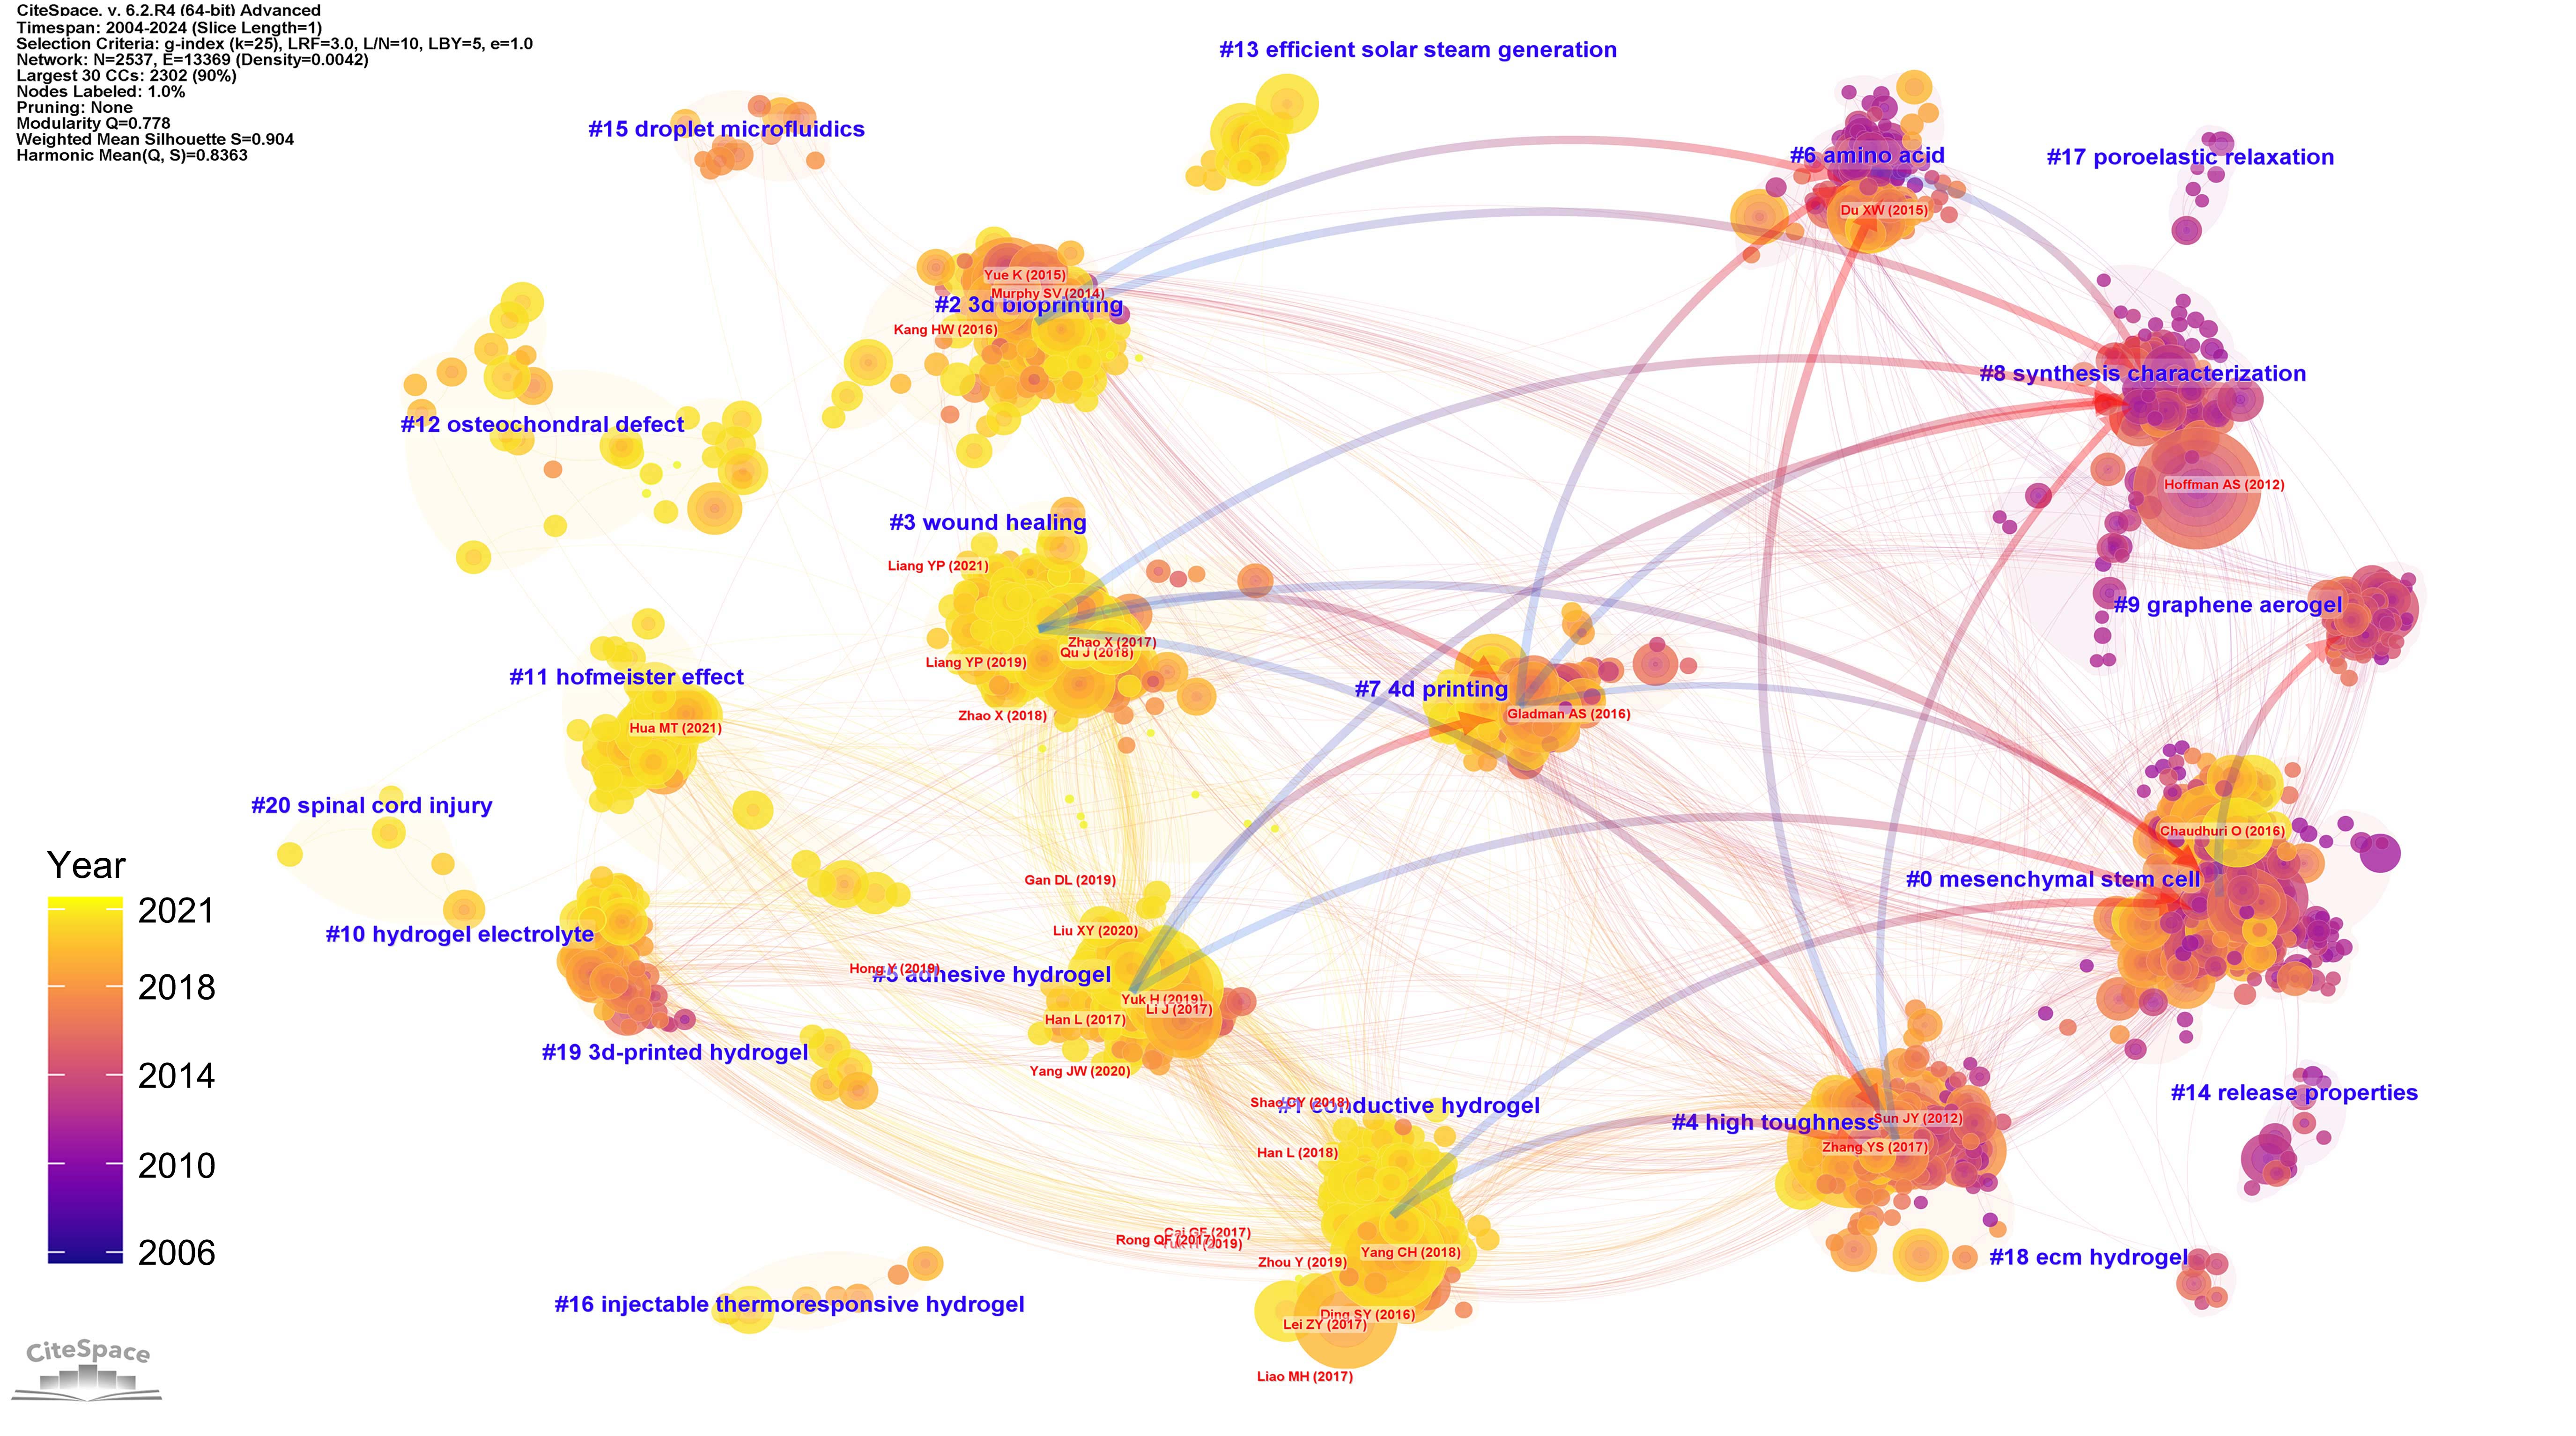 CiteSpace, v. 6.2.R4 (64-bit) Advanced
Timespan: 2004-2024 (Slice Length=1)
Selection Criteria: g-index (k=25), LRF=3.0, L/N=10, LBY=5, e=1.0
Network: N=2537, E=13369 (Density=0.0042)
Largest 30 CCs: 2302 (90%)
Nodes Labeled: 1.0%
Pruning: None
Modularity Q=0.778
Weighted Mean Silhouette S=0.904
Harmonic Mean(Q, S)=0.8363
#13 efficient solar steam generation
#15 droplet microfluidics
#6 amino acid
#17 poroelastic relaxation
Du XW (2015)
Yue K (2015)
Murphy SV (2014)
#2 3d bioprinting
Kang HW (2016)
#8 synthesis characterization
#12 osteochondral defect
Hoffman AS (2012)
#3 wound healing
Liang YP (2021)
#9 graphene aerogel
Zhao X (2017)
Qu J (2018)
Liang YP (2019)
#11 hofmeister effect
#7 4d printing
Zhao X (2018)
Gladman AS (2016)
Hua MT (2021)
#20 spinal cord injury
Chaudhuri O (2016)
Year
2021
2018
2014
2010
2006
Gan DL (2019)
#0 mesenchymal stem cell
Liu XY (2020)
#10 hydrogel electrolyte
Hong Y (2019)
#5 adhesive hydrogel
Yuk H (2019)
Li J (2017)
Han L (2017)
#19 3d-printed hydrogel
Yang JW (2020)
#14 release properties
Shao CY (2018)
#1 conductive hydrogel
#4 high toughness
Sun JY (2012)
Zhang YS (2017)
Han L (2018)
Cai GF (2017)
Rong QF (2017)
Yuk H (2019)
Yang CH (2018)
Zhou Y (2019)
#18 ecm hydrogel
#16 injectable thermoresponsive hydrogel
Ding SY (2016)
Lei ZY (2017)
CiteSpace
Liao MH (2017)